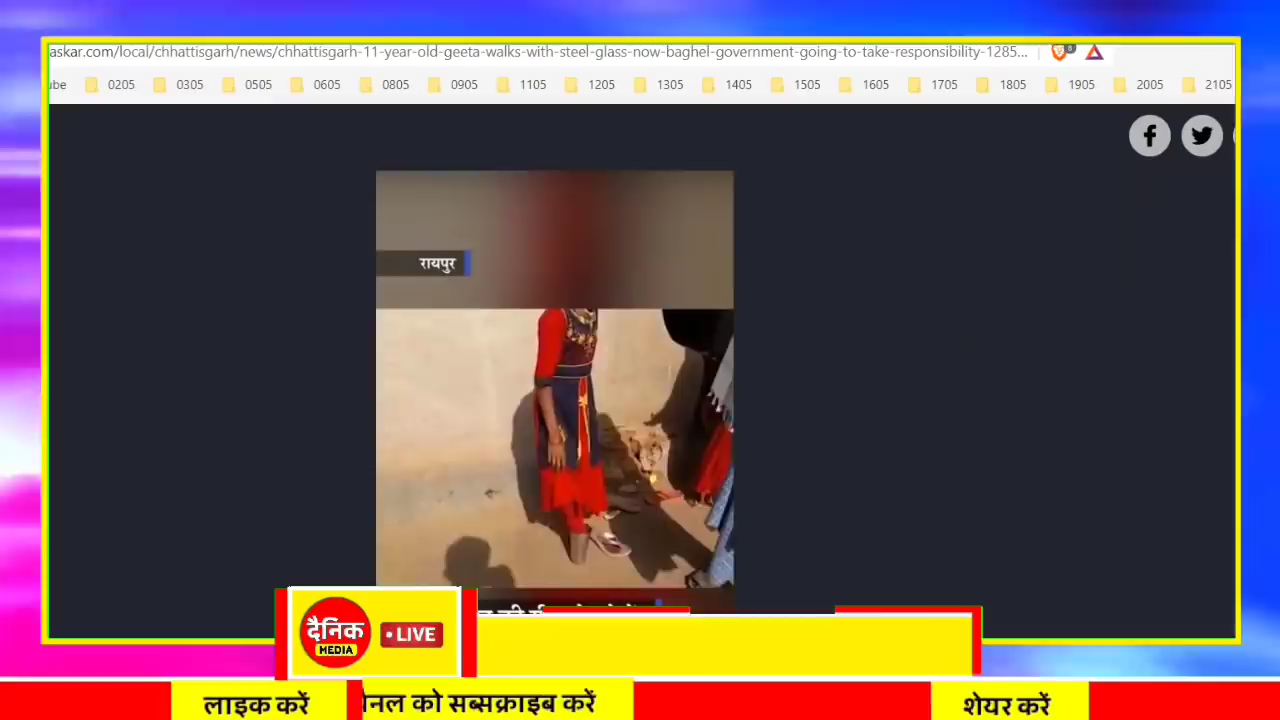 askar.com/local/chhattisgarh/news/chhattisgarh-11-year-old-geeta-walks-with-steel-glass-now-baghel-government-going-to-take-responsibility-1285...
ube 0205 0305 0505 0605 0805 0905 1105 1205 1305 1405 1505 1605 1705 1805 1905 2005 2105
रायपुर
दैनिक
MEDIA
• LIVE
लाइक करें
नल को सब्सक्राइब करें
शेयर करें